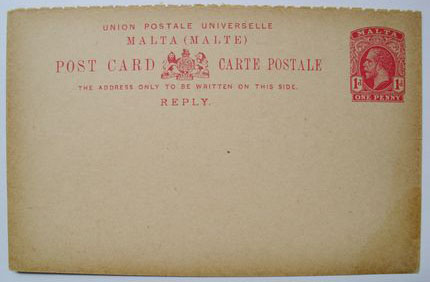 UNION POSTALE UNIVERSELLE
MALTA (MALTE)
POST CARD CARTE POSTALE
THE ADDRESS ONLY TO BE WRITTEN ON THIS SIDE.
REPLY.
MALTA
1d 1d
ONE PENNY